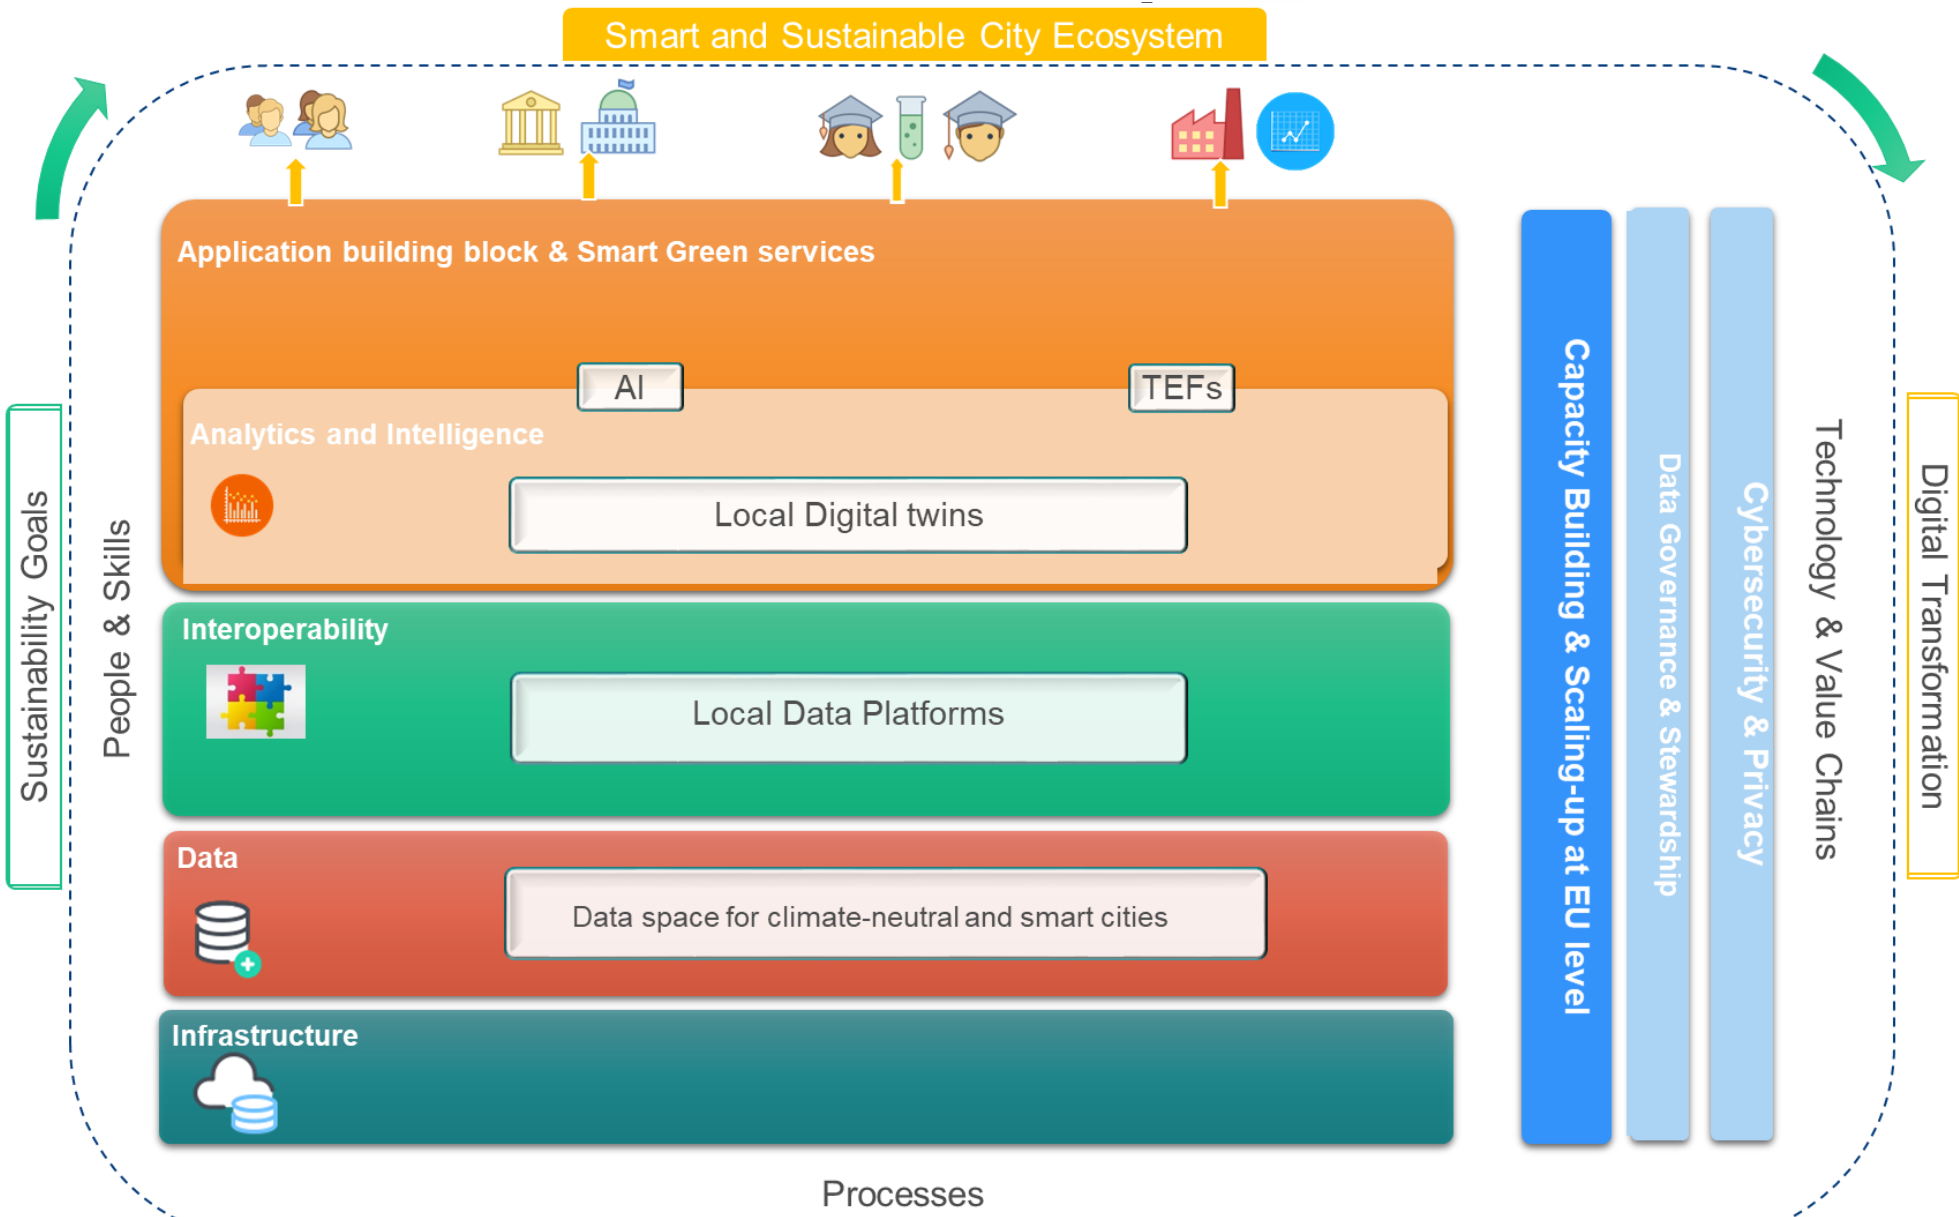 Smart and Sustainable City Ecosystem
Application building block & Smart Green services
AI
TEFs
Analytics and Intelligence
Local Digital twins
Interoperability
Local Data Platforms
Data
Data space for climate-neutral and smart cities
Infrastructure
Sustainability Goals
People & Skills
Capacity Building & Scaling-up at EU level
Data Governance & Stewardship
Cybersecurity & Privacy
Technology & Value Chains
Digital Transformation
Processes